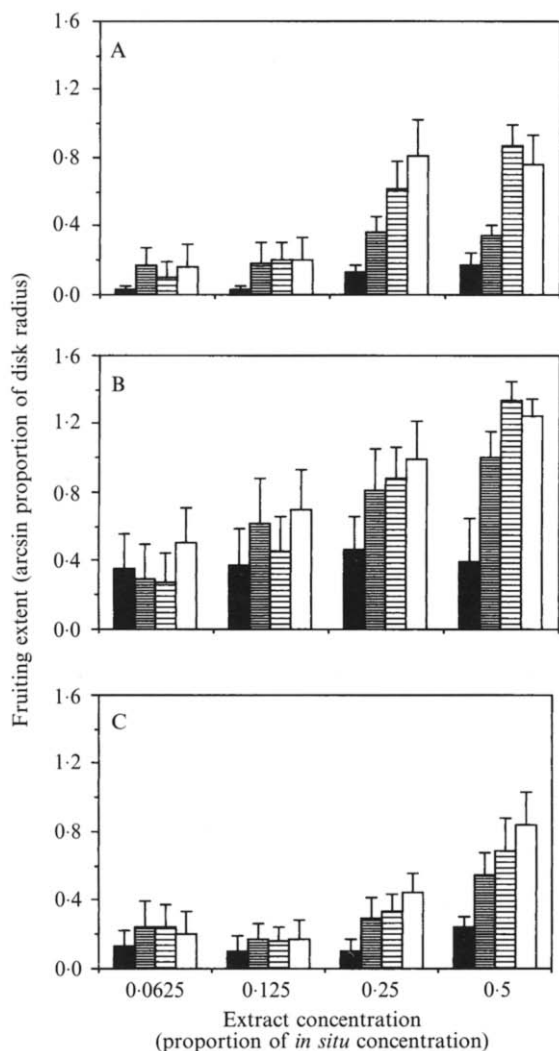 Fruiting extent (arcsin proportion of disk radius)
A
1·6
1·2
0·8
0·4
0·0
B
1·6
1·2
0·8
0·4
0·0
C
1·6
1·2
0·8
0·4
0·0
0·0625 0·125 0·25 0·5
Extract concentration
(proportion of in situ concentration)